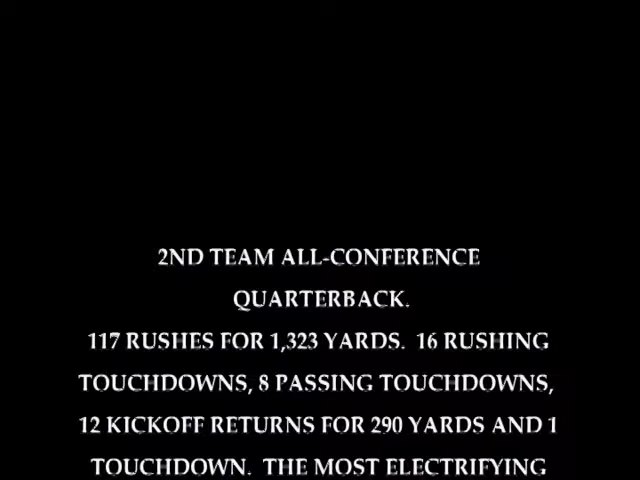 2ND TEAM ALL-CONFERENCE
QUARTERBACK.
117 RUSHES FOR 1,323 YARDS.  16 RUSHING
TOUCHDOWNS, 8 PASSING TOUCHDOWNS,
12 KICKOFF RETURNS FOR 290 YARDS AND 1
TOUCHDOWN.  THE MOST ELECTRIFYING